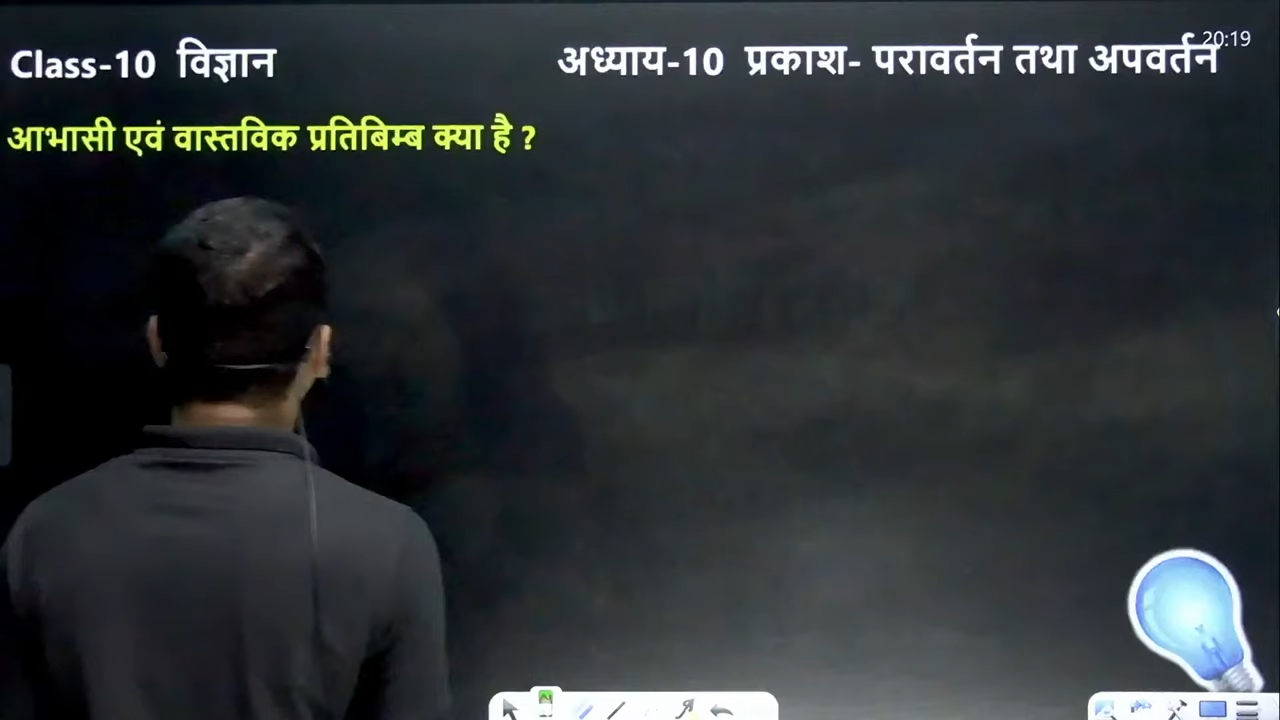 20:19
Class-10 विज्ञान अध्याय-10 प्रकाश- परावर्तन तथा अपवर्तन
आभासी एवं वास्तविक प्रतिबिम्ब क्या है ?